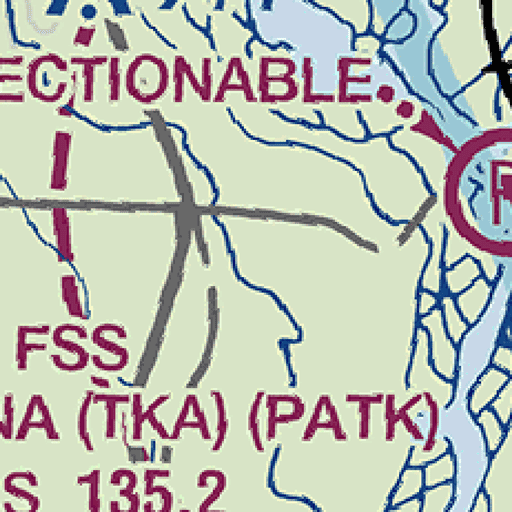 ECTIONABLE
R
FSS
NA (TKA) (PATK)
S 135.2